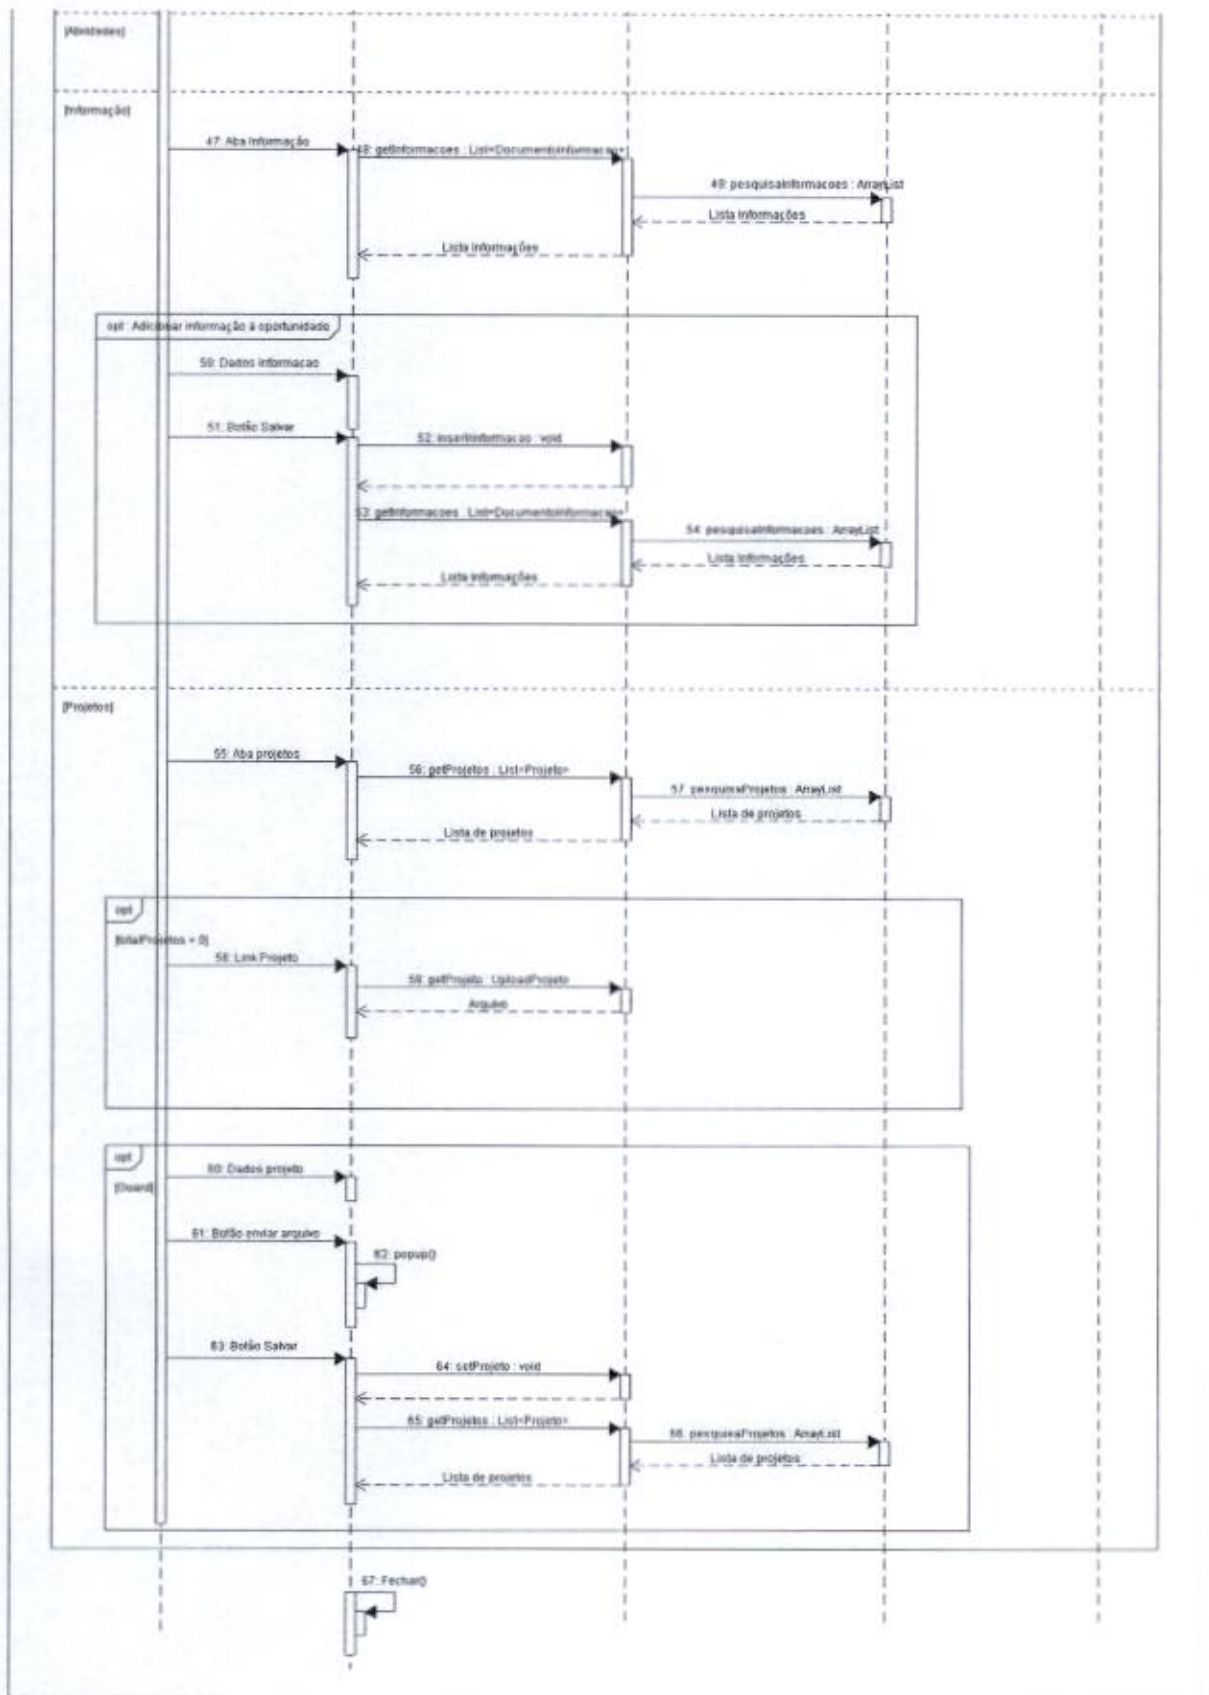 [Atividades]
[Informação]
47: Aba Informação
48: getInformacoes : List<DocumentoInformacao>
49: pesquisaInformacoes : ArrayList
Lista Informações
Lista Informações
opt : Adicionar informação à oportunidade
50: Dados Informacao
51: Botão Salvar
52: inserirInformacao : void
53: getInformacoes : List<DocumentoInformacao>
54: pesquisaInformacoes : ArrayList
Lista Informações
Lista Informações
[Projetos]
55: Aba projetos
56: getProjetos : List<Projeto>
57: pesquisaProjetos : ArrayList
Lista de projetos
Lista de projetos
opt
58: Link Projeto
59: getProjeto : UploadProjeto
Arquivo
opt
60: Dados projeto
[Guard]
61: Botão enviar arquivo
62: popup()
63: Botão Salvar
64: setProjeto : void
65: getProjetos : List<Projeto>
66: pesquisaProjetos : ArrayList
Lista de projetos
Lista de projetos
67: Fechar()